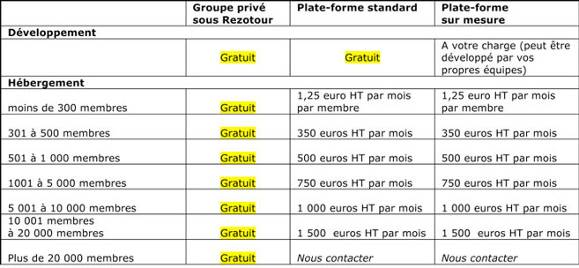 Groupe privé Plate-forme standard Plate-forme
sous Rezotour sur mesure
Développement
Gratuit Gratuit A votre charge (peut être
développé par vos
propres équipes)
Hébergement
moins de 300 membres Gratuit 1,25 euro HT par mois 1,25 euro HT par mois
par membre par membre
301 à 500 membres Gratuit 350 euros HT par mois 350 euros HT par mois
501 à 1 000 membres Gratuit 500 euros HT par mois 500 euros HT par mois
1001 à 5 000 membres Gratuit 750 euros HT par mois 750 euros HT par mois
5 001 à 10 000 membres Gratuit 1 000 euros HT par mois 1 000 euros HT par mois
10 001 membres
à 20 000 membres Gratuit 1 500 euros HT par mois 1 500 euros HT par mois
Plus de 20 000 membres Gratuit Nous contacter Nous contacter